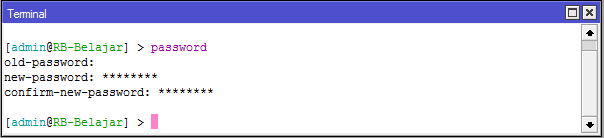 Terminal
[admin@RB-Belajar] > password
old-password:
new-password: ********
confirm-new-password: ********
[admin@RB-Belajar] >